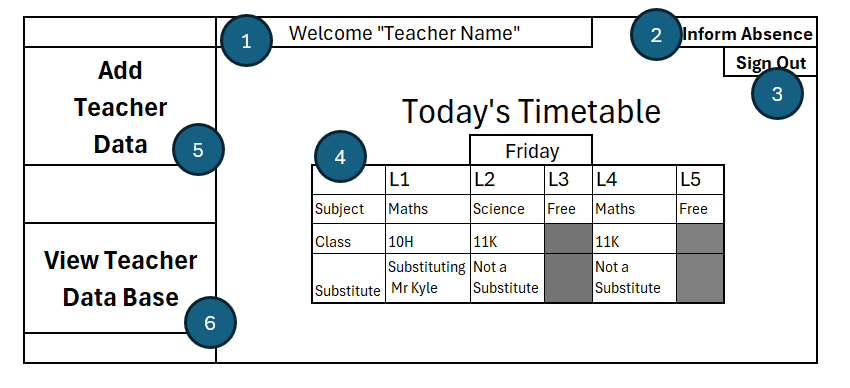 Welcome "Teacher Name"
1
2
Inform Absence
Sign Out
3
Add
Teacher
Data
5
Today's Timetable
Friday
4
L1 L2 L3 L4 L5
Subject Maths Science Free Maths Free
Class 10H 11K 11K
Substituting Not a Not a
Substitute Mr Kyle Substitute Substitute
View Teacher
Data Base
6